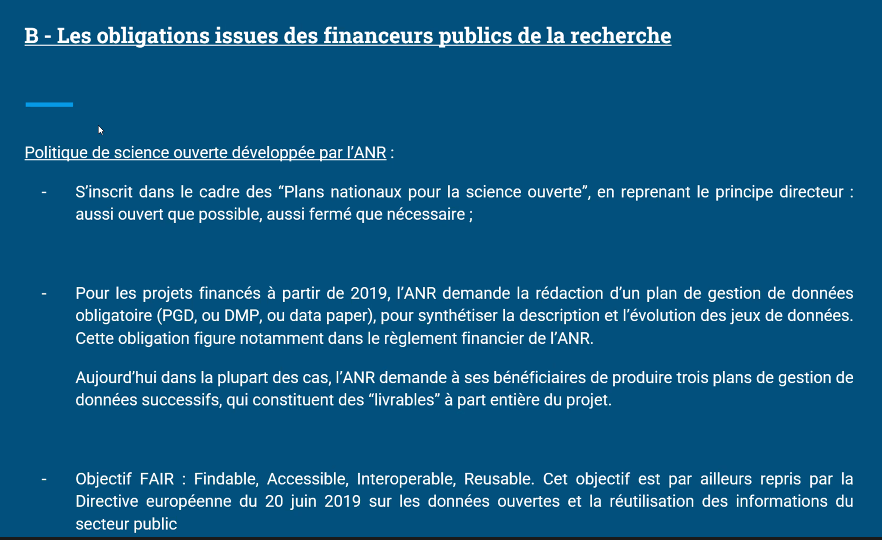 B - Les obligations issues des financeurs publics de la recherche
Politique de science ouverte développée par l’ANR :
- S’inscrit dans le cadre des “Plans nationaux pour la science ouverte”, en reprenant le principe directeur :
aussi ouvert que possible, aussi fermé que nécessaire ;
- Pour les projets financés à partir de 2019, l’ANR demande la rédaction d’un plan de gestion de données
obligatoire (PGD, ou DMP, ou data paper), pour synthétiser la description et l’évolution des jeux de données.
Cette obligation figure notamment dans le règlement financier de l’ANR.
Aujourd’hui dans la plupart des cas, l’ANR demande à ses bénéficiaires de produire trois plans de gestion de
données successifs, qui constituent des “livrables” à part entière du projet.
- Objectif FAIR : Findable, Accessible, Interoperable, Reusable. Cet objectif est par ailleurs repris par la
Directive européenne du 20 juin 2019 sur les données ouvertes et la réutilisation des informations du
secteur public